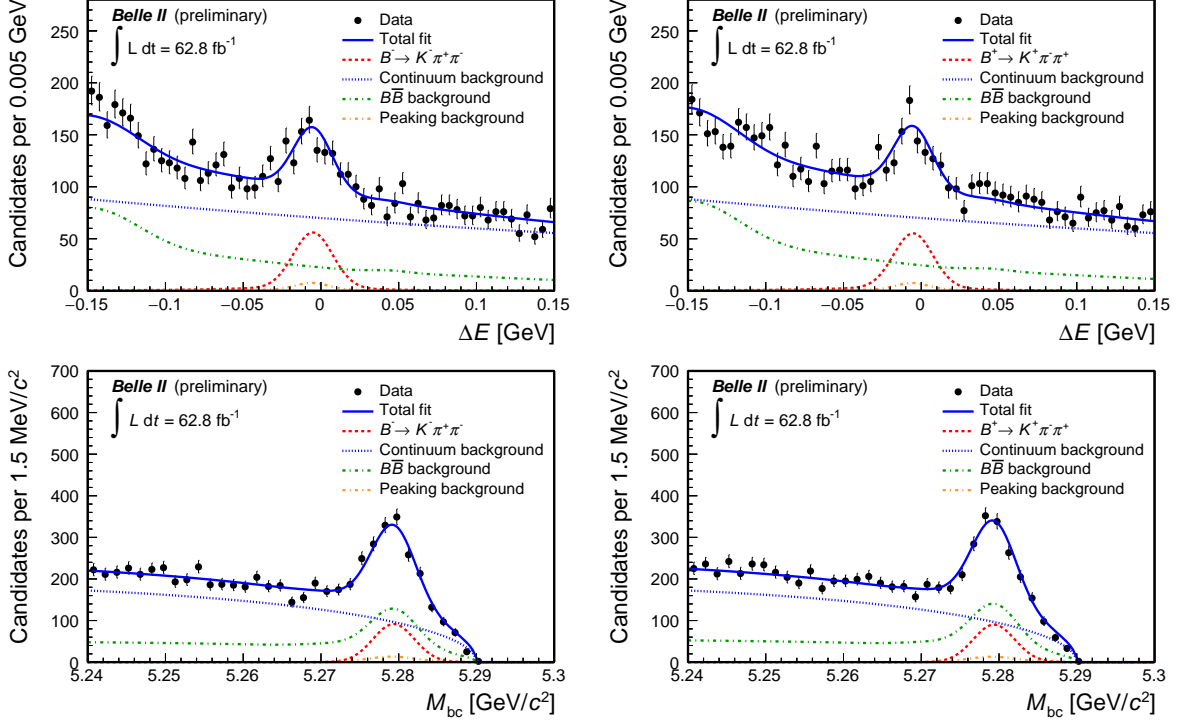 Belle II (preliminary)
∫ L dt = 62.8 fb⁻¹
Data
Total fit
B⁻→ K⁻π⁺π⁻
Continuum background
BB̅ background
Peaking background
Candidates per 0.005 GeV
250
200
150
100
50
0
−0.15 −0.1 −0.05 0 0.05 0.1 0.15
ΔE [GeV]
Belle II (preliminary)
∫ L dt = 62.8 fb⁻¹
Data
Total fit
B⁺→ K⁺π⁻π⁺
Continuum background
BB̅ background
Peaking background
Candidates per 0.005 GeV
250
200
150
100
50
0
−0.15 −0.1 −0.05 0 0.05 0.1 0.15
ΔE [GeV]
Belle II (preliminary)
∫ L dt = 62.8 fb⁻¹
Data
Total fit
B⁻→ K⁻π⁺π⁻
Continuum background
BB̅ background
Peaking background
Candidates per 1.5 MeV/c²
700
600
500
400
300
200
100
0
5.24 5.25 5.26 5.27 5.28 5.29 5.3
M_bc [GeV/c²]
Belle II (preliminary)
∫ L dt = 62.8 fb⁻¹
Data
Total fit
B⁺→ K⁺π⁻π⁺
Continuum background
BB̅ background
Peaking background
Candidates per 1.5 MeV/c²
700
600
500
400
300
200
100
0
5.24 5.25 5.26 5.27 5.28 5.29 5.3
M_bc [GeV/c²]